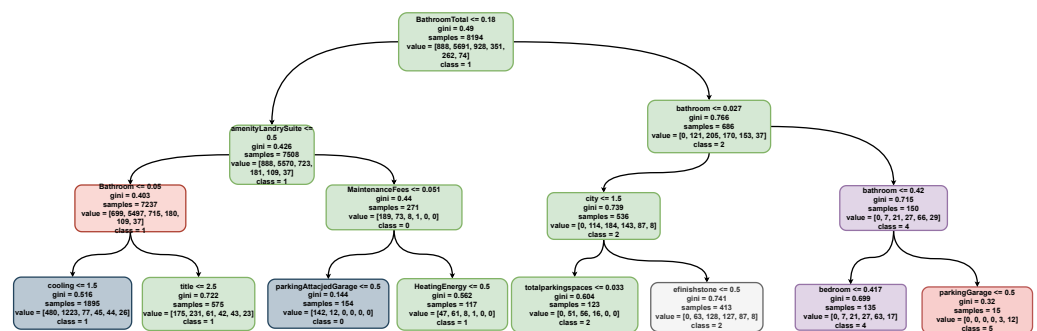 BathroomTotal <= 0.18
gini = 0.49
samples = 8194
value = [888, 5691, 928, 351,
262, 74]
class = 1
amenityLandrySuite <=
0.5
gini = 0.426
samples = 7508
value = [888, 5570, 723,
181, 109, 37]
class = 1
bathroom <= 0.027
gini = 0.766
samples = 686
value = [0, 121, 205, 170, 153, 37]
class = 2
Bathroom <= 0.05
gini = 0.403
samples = 7237
value = [699, 5497, 715, 180,
109, 37]
class = 1
MaintenanceFees <= 0.051
gini = 0.44
samples = 271
value = [189, 73, 8, 1, 0, 0]
class = 0
city <= 1.5
gini = 0.739
samples = 536
value = [0, 114, 184, 143, 87, 8]
class = 2
bathroom <= 0.42
gini = 0.715
samples = 150
value = [0, 7, 21, 27, 66, 29]
class = 4
cooling <= 1.5
gini = 0.516
samples = 1895
value = [480, 1223, 77, 45, 44, 26]
class = 1
title <= 2.5
gini = 0.722
samples = 575
value = [175, 231, 61, 42, 43, 23]
class = 1
parkingAttacjedGarage <= 0.5
gini = 0.144
samples = 154
value = [142, 12, 0, 0, 0, 0]
class = 0
HeatingEnergy <= 0.5
gini = 0.562
samples = 117
value = [47, 61, 8, 1, 0, 0]
class = 1
totalparkingspaces <= 0.033
gini = 0.604
samples = 123
value = [0, 51, 56, 16, 0, 0]
class = 2
efinishstone <= 0.5
gini = 0.741
samples = 413
value = [0, 63, 128, 127, 87, 8]
class = 2
bedroom <= 0.417
gini = 0.699
samples = 135
value = [0, 7, 21, 27, 63, 17]
class = 4
parkingGarage <= 0.5
gini = 0.32
samples = 15
value = [0, 0, 0, 0, 3, 12]
class = 5